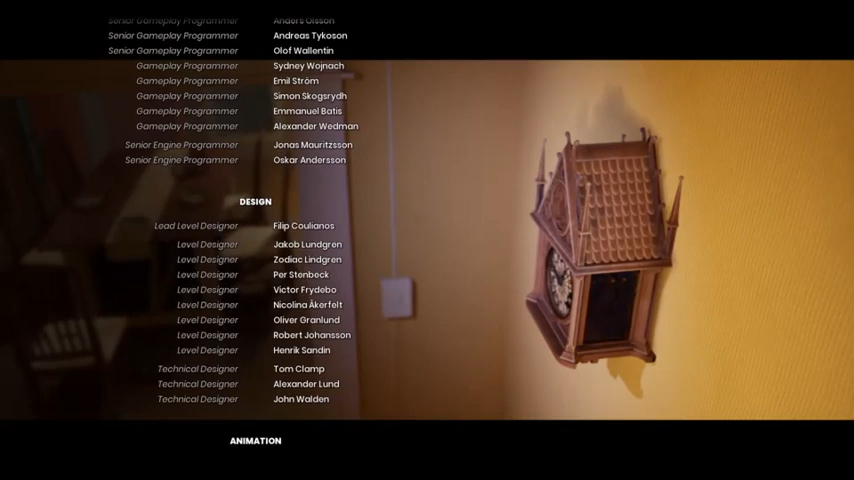 Senior Gameplay Programmer Anders Olsson
Senior Gameplay Programmer Andreas Tykoson
Senior Gameplay Programmer Olof Wallentin
Gameplay Programmer Sydney Wojnach
Gameplay Programmer Emil Ström
Gameplay Programmer Simon Skogsrydh
Gameplay Programmer Emmanuel Batis
Gameplay Programmer Alexander Wedman
Senior Engine Programmer Jonas Mauritzsson
Senior Engine Programmer Oskar Andersson
DESIGN
Lead Level Designer Filip Coulianos
Level Designer Jakob Lundgren
Level Designer Zodiac Lindgren
Level Designer Per Stenbeck
Level Designer Victor Frydebo
Level Designer Nicolina Åkerfelt
Level Designer Oliver Granlund
Level Designer Robert Johansson
Level Designer Henrik Sandin
Technical Designer Tom Clamp
Technical Designer Alexander Lund
Technical Designer John Walden
ANIMATION